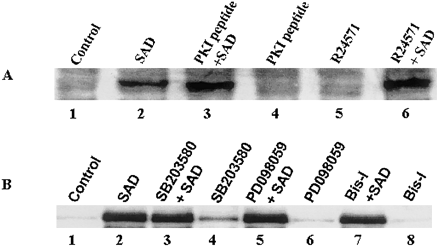 A
Control
SAD
PKI peptide
+SAD
PKI peptide
R24571
R24571
+ SAD
1 2 3 4 5 6
B
Control
SAD
SB203580
+ SAD
SB203580
PD098059
+ SAD
PD098059
Bis-I
+SAD
Bis-I
1 2 3 4 5 6 7 8